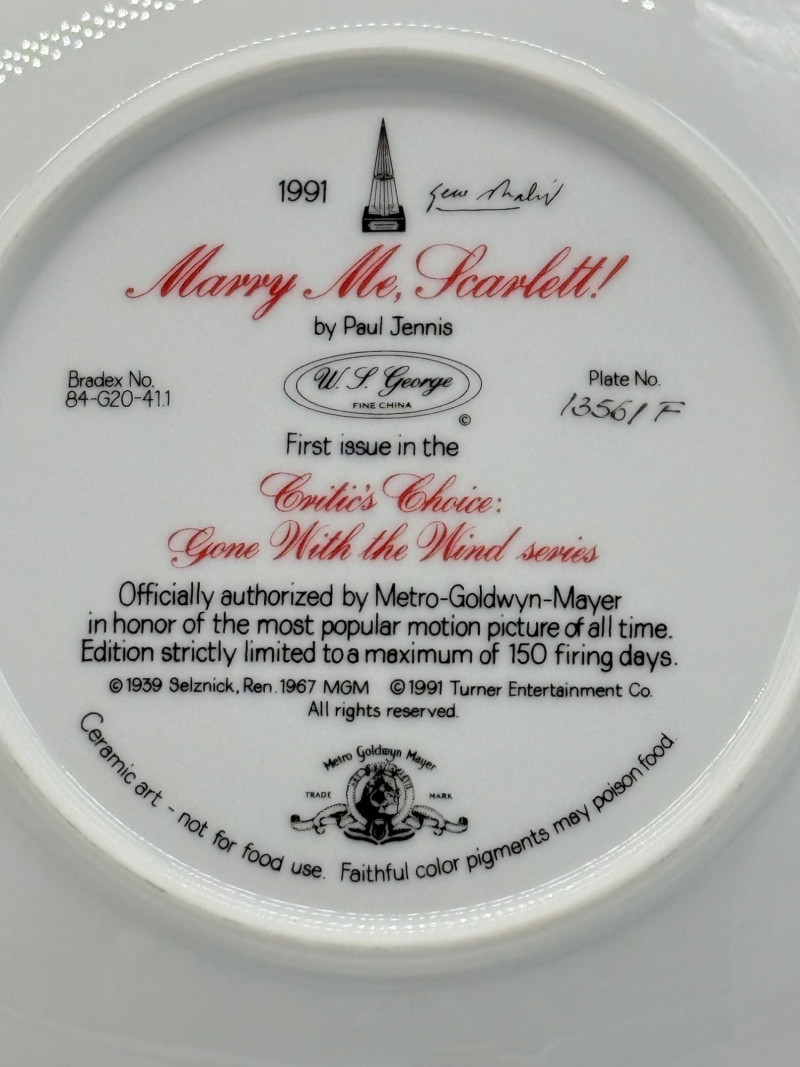 1991
Marry Me, Scarlett!
by Paul Jennis
Bradex No.
84-G20-41.1
W. S. George
FINE CHINA
©
Plate No.
13561 F
First issue in the
Critic's Choice:
Gone With the Wind series
Officially authorized by Metro-Goldwyn-Mayer
in honor of the most popular motion picture of all time.
Edition strictly limited to a maximum of 150 firing days.
©1939 Selznick, Ren. 1967 MGM ©1991 Turner Entertainment Co.
All rights reserved.
Metro Goldwyn Mayer
TRADE MARK
Ceramic art - not for food use. Faithful color pigments may poison food.